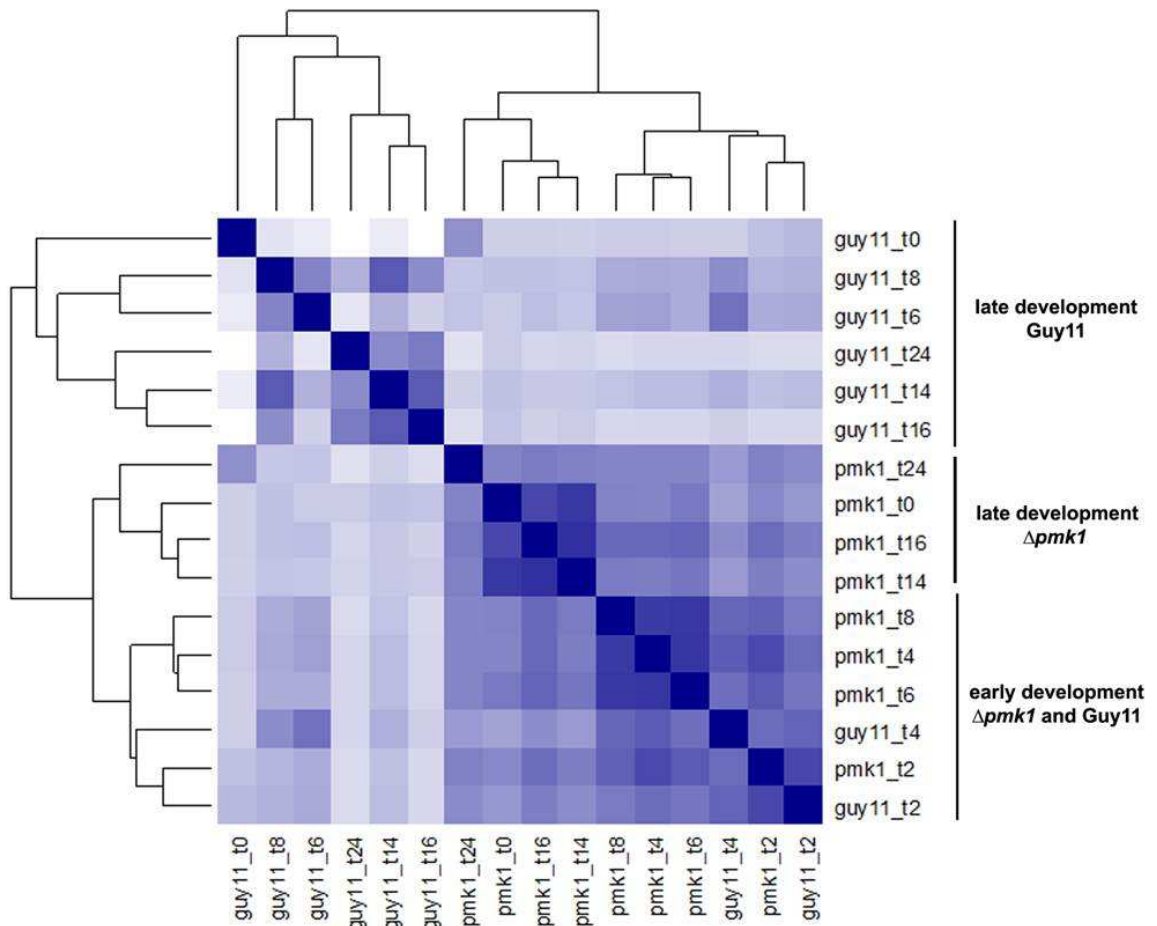 guy11_t0
guy11_t8
guy11_t6
guy11_t24
guy11_t14
guy11_t16
pmk1_t24
pmk1_t0
pmk1_t16
pmk1_t14
pmk1_t8
pmk1_t4
pmk1_t6
guy11_t4
pmk1_t2
guy11_t2
late development
Guy11
late development
Δpmk1
early development
Δpmk1 and Guy11
guy11_t0
guy11_t8
guy11_t6
guy11_t24
guy11_t14
guy11_t16
pmk1_t24
pmk1_t0
pmk1_t16
pmk1_t14
pmk1_t8
pmk1_t4
pmk1_t6
guy11_t4
pmk1_t2
guy11_t2